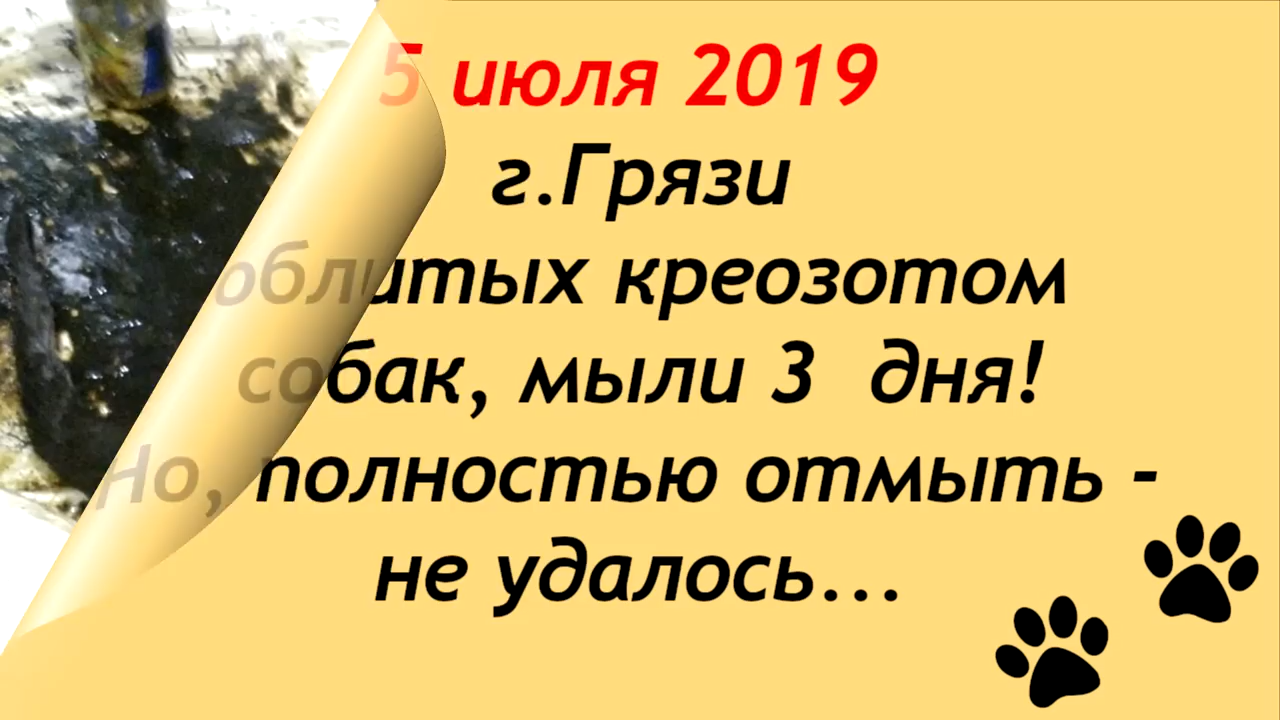 5 июля 2019
г.Грязи
облитых креозотом
собак, мыли 3 дня!
Но, полностью отмыть -
не удалось...